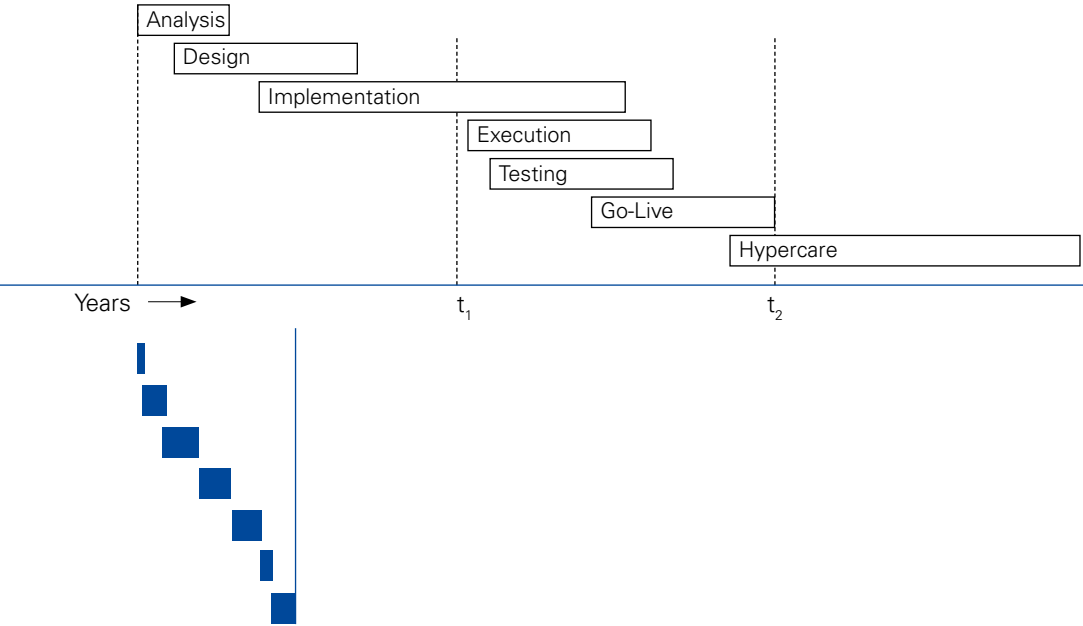 Analysis
Design
Implementation
Execution
Testing
Go-Live
Hypercare
Years t₁ t₂